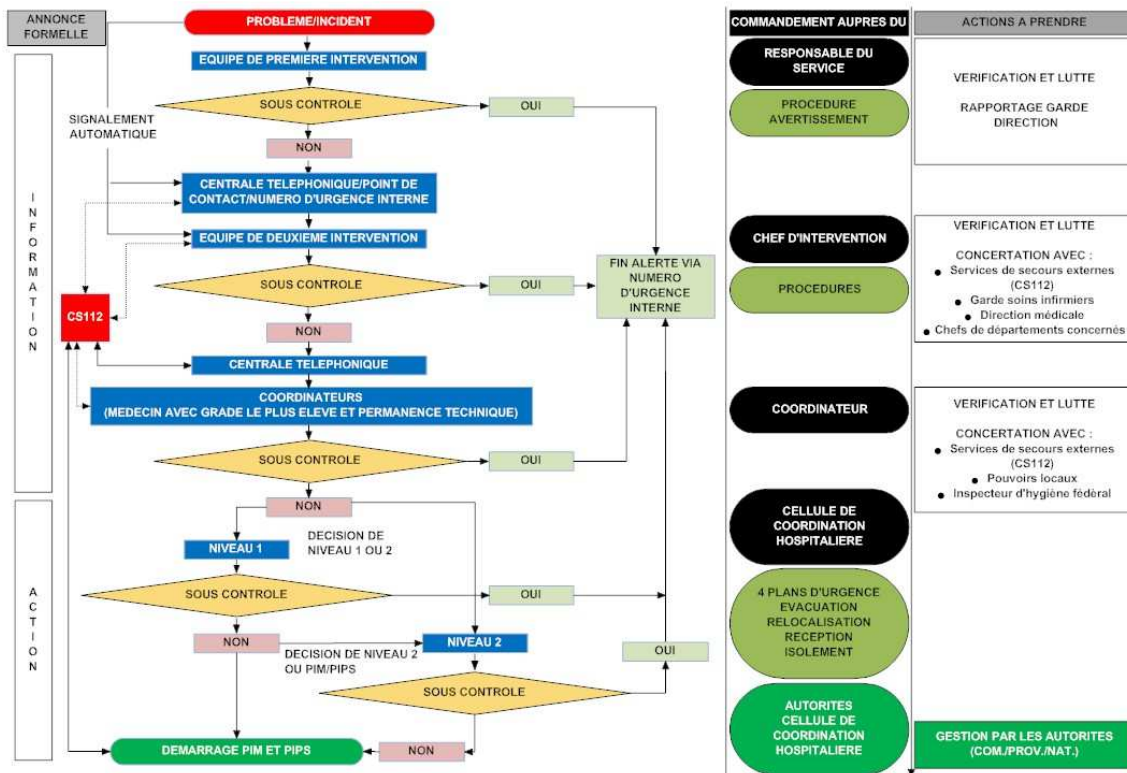 ANNONCE
FORMELLE
PROBLEME/INCIDENT
COMMANDEMENT AUPRES DU
ACTIONS A PRENDRE
EQUIPE DE PREMIERE INTERVENTION
RESPONSABLE DU
SERVICE
VERIFICATION ET LUTTE
RAPPORTAGE GARDE
DIRECTION
SOUS CONTROLE
OUI
PROCEDURE
AVERTISSEMENT
SIGNALEMENT
AUTOMATIQUE
NON
INFORMATION
CENTRALE TELEPHONIQUE/POINT DE
CONTACT/NUMERO D'URGENCE INTERNE
EQUIPE DE DEUXIEME INTERVENTION
CHEF D'INTERVENTION
VERIFICATION ET LUTTE
CONCERTATION AVEC :
● Services de secours externes
(CS112)
● Garde soins infirmiers
● Direction médicale
● Chefs de départements concernés
SOUS CONTROLE
OUI
FIN ALERTE VIA
NUMERO
D'URGENCE
INTERNE
PROCEDURES
CS112
NON
CENTRALE TELEPHONIQUE
COORDINATEURS
(MEDECIN AVEC GRADE LE PLUS ELEVE ET PERMANENCE TECHNIQUE)
COORDINATEUR
VERIFICATION ET LUTTE
CONCERTATION AVEC :
● Services de secours externes
(CS112)
● Pouvoirs locaux
● Inspecteur d'hygiène fédéral
SOUS CONTROLE
OUI
NON
ACTION
DECISION DE
NIVEAU 1 OU 2
CELLULE DE
COORDINATION
HOSPITALIERE
NIVEAU 1
SOUS CONTROLE
OUI
4 PLANS D'URGENCE
EVACUATION
RELOCALISATION
RECEPTION
ISOLEMENT
NON
DECISION DE NIVEAU 2
OU PIM/PIPS
NIVEAU 2
OUI
SOUS CONTROLE
AUTORITES
CELLULE DE
COORDINATION
HOSPITALIERE
DEMARRAGE PIM ET PIPS
NON
GESTION PAR LES AUTORITES
(COM./PROV./NAT.)